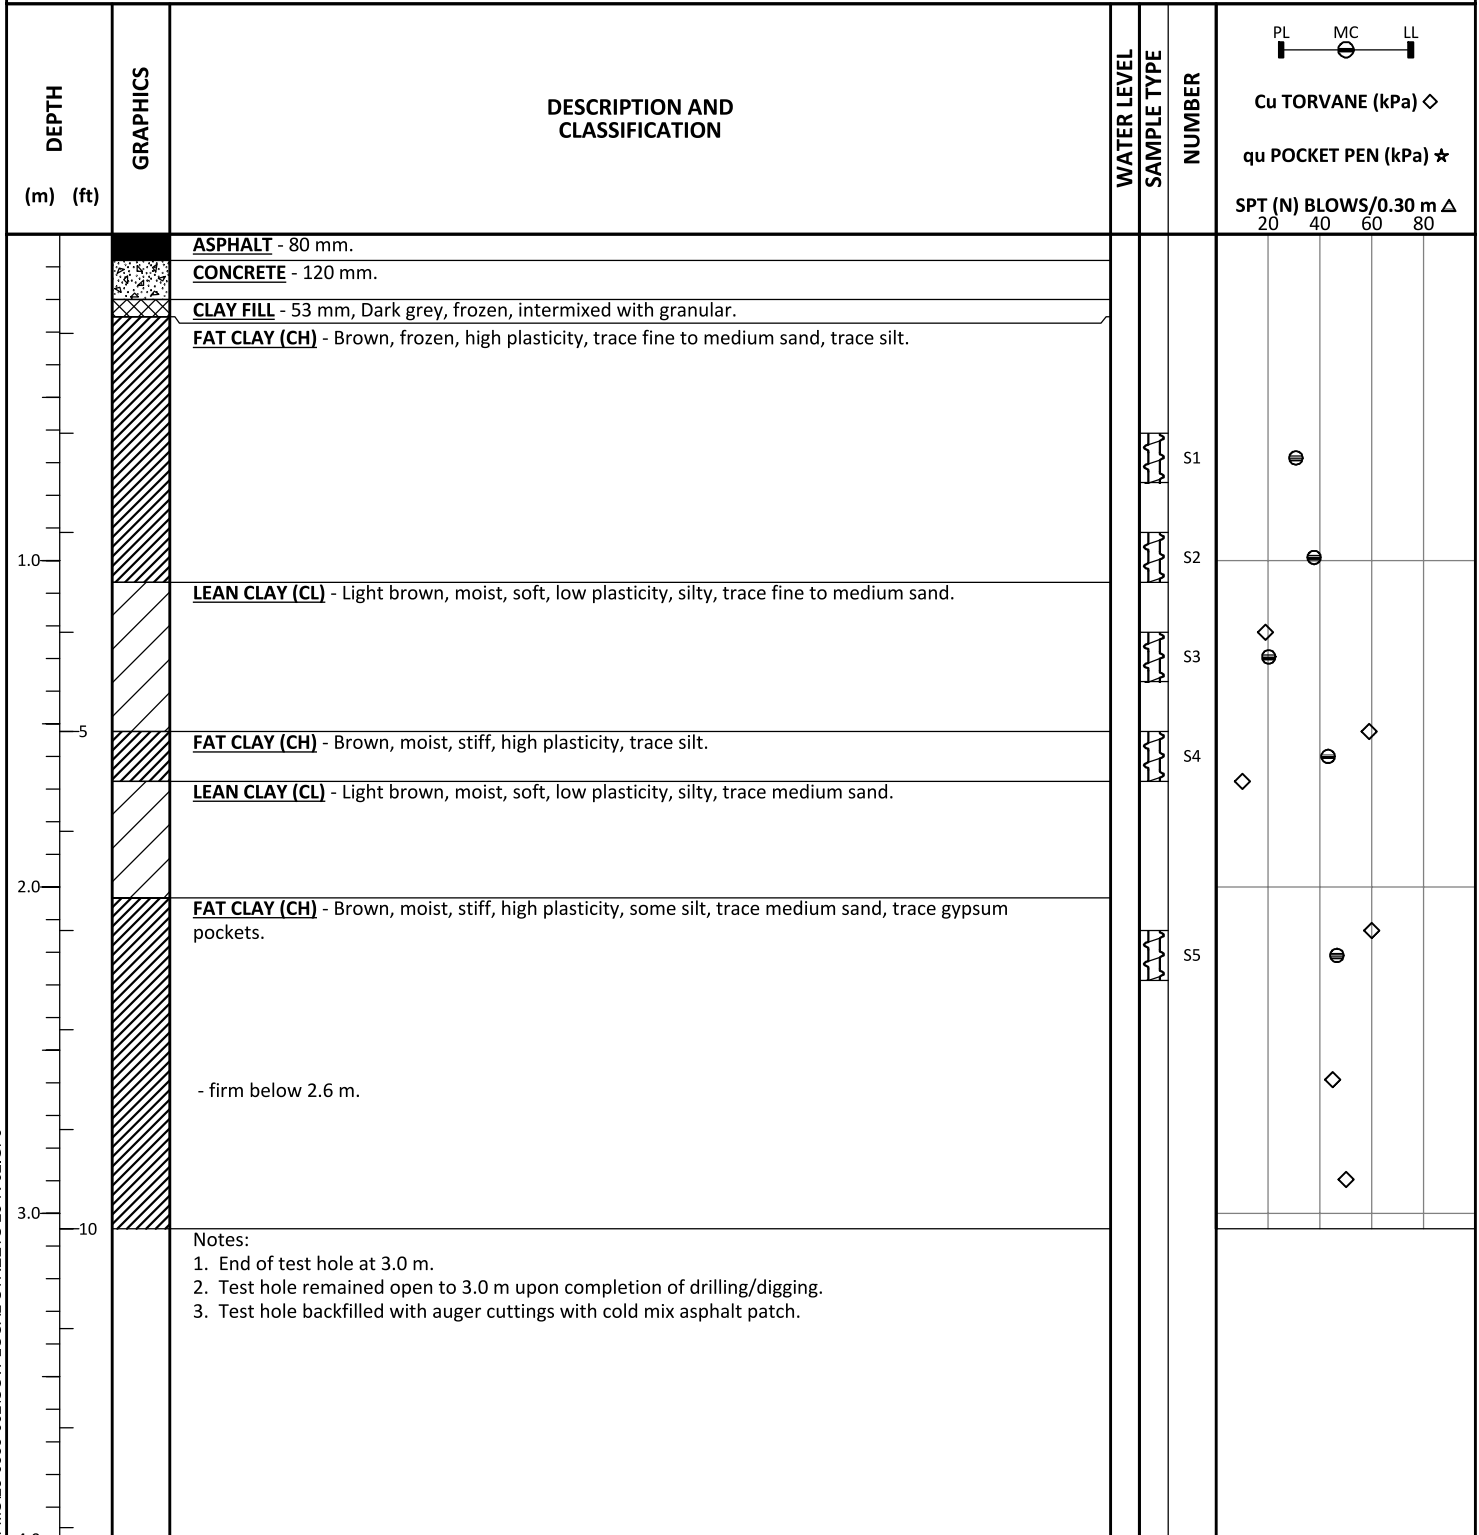 DEPTH
(m) (ft)
GRAPHICS
DESCRIPTION AND
CLASSIFICATION
WATER LEVEL
SAMPLE TYPE
NUMBER
PL MC LL
Cu TORVANE (kPa)
qu POCKET PEN (kPa)
SPT (N) BLOWS/0.30 m
20 40 60 80
ASPHALT - 80 mm.
CONCRETE - 120 mm.
CLAY FILL - 53 mm, Dark grey, frozen, intermixed with granular.
FAT CLAY (CH) - Brown, frozen, high plasticity, trace fine to medium sand, trace silt.
S1
1.0
S2
LEAN CLAY (CL) - Light brown, moist, soft, low plasticity, silty, trace fine to medium sand.
S3
5
FAT CLAY (CH) - Brown, moist, stiff, high plasticity, trace silt.
S4
LEAN CLAY (CL) - Light brown, moist, soft, low plasticity, silty, trace medium sand.
2.0
FAT CLAY (CH) - Brown, moist, stiff, high plasticity, some silt, trace medium sand, trace gypsum
pockets.
S5
- firm below 2.6 m.
3.0
10
Notes:
1. End of test hole at 3.0 m.
2. Test hole remained open to 3.0 m upon completion of drilling/digging.
3. Test hole backfilled with auger cuttings with cold mix asphalt patch.